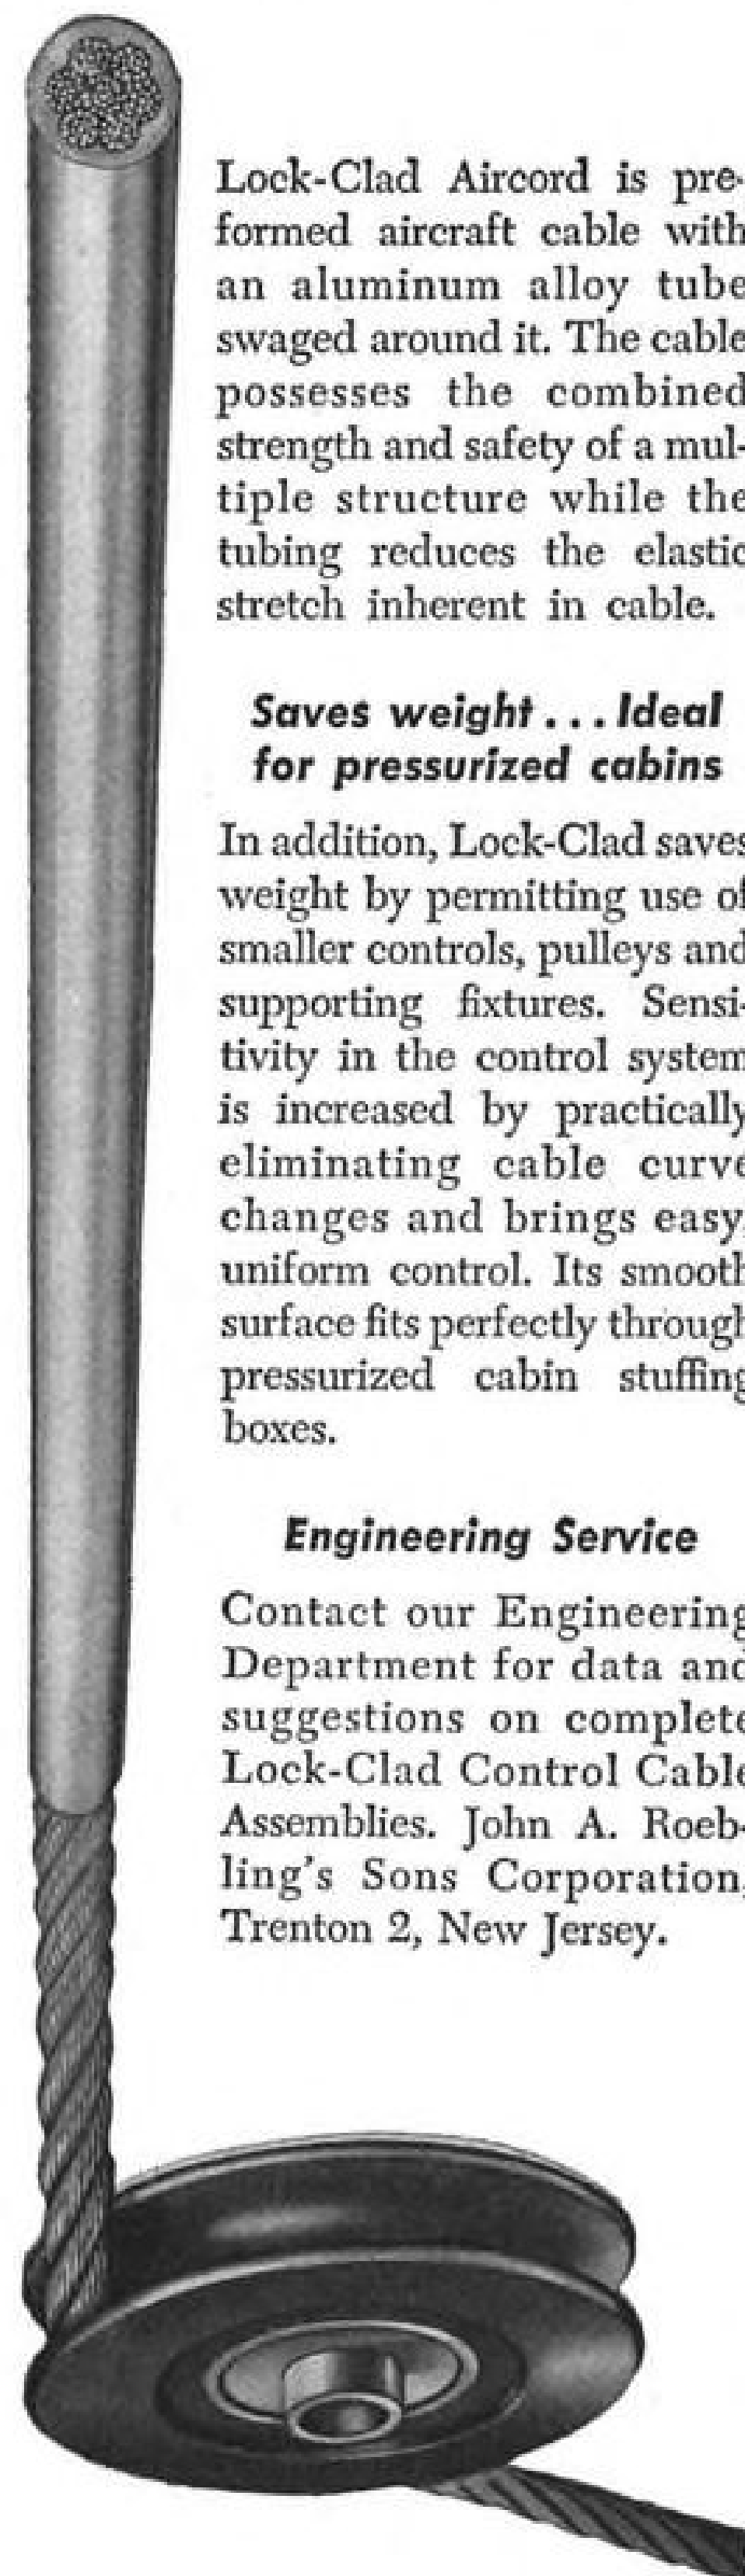 Lock-Clad Aircord is pre-
formed aircraft cable with
an aluminum alloy tube
swaged around it. The cable
possesses the combined
strength and safety of a mul-
tiple structure while the
tubing reduces the elastic
stretch inherent in cable.
Saves weight . . . Ideal
for pressurized cabins
In addition, Lock-Clad saves
weight by permitting use of
smaller controls, pulleys and
supporting fixtures. Sensi-
tivity in the control system
is increased by practically
eliminating cable curve
changes and brings easy,
uniform control. Its smooth
surface fits perfectly through
pressurized cabin stuffing
boxes.
Engineering Service
Contact our Engineering
Department for data and
suggestions on complete
Lock-Clad Control Cable
Assemblies. John A. Roeb-
ling's Sons Corporation,
Trenton 2, New Jersey.